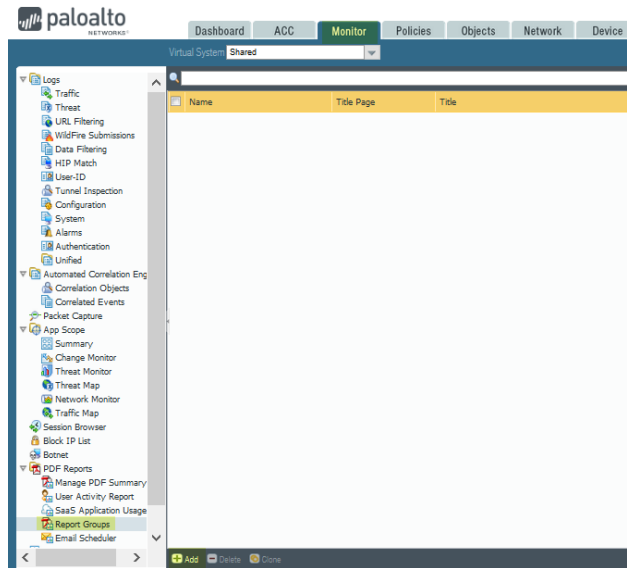 paloalto
NETWORKS®
Dashboard ACC Monitor Policies Objects Network Device
Virtual System Shared
Logs
Traffic
Threat
URL Filtering
WildFire Submissions
Data Filtering
HIP Match
User-ID
Tunnel Inspection
Configuration
System
Alarms
Authentication
Unified
Automated Correlation Eng
Correlation Objects
Correlated Events
Packet Capture
App Scope
Summary
Change Monitor
Threat Monitor
Threat Map
Network Monitor
Traffic Map
Session Browser
Block IP List
Botnet
PDF Reports
Manage PDF Summary
User Activity Report
SaaS Application Usage
Report Groups
Email Scheduler
Name Title Page Title
Add Delete Clone